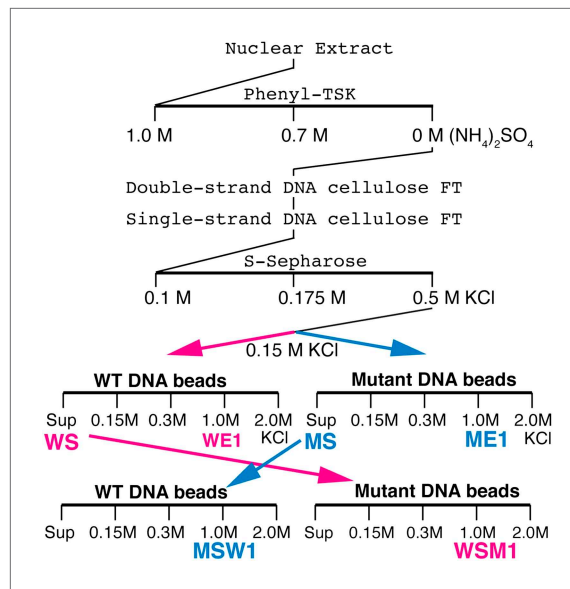 Nuclear Extract
Phenyl-TSK
1.0 M 0.7 M 0 M (NH₄)₂SO₄
Double-strand DNA cellulose FT
Single-strand DNA cellulose FT
S-Sepharose
0.1 M 0.175 M 0.5 M KCl
0.15 M KCl
WT DNA beads Mutant DNA beads
Sup 0.15M 0.3M 1.0M 2.0M Sup 0.15M 0.3M 1.0M 2.0M
WS WE1 KCl MS ME1 KCl
WT DNA beads Mutant DNA beads
Sup 0.15M 0.3M 1.0M 2.0M Sup 0.15M 0.3M 1.0M 2.0M
MSW1 WSM1